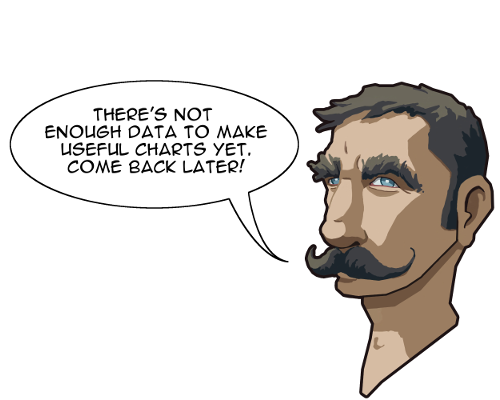 THERE'S NOT
ENOUGH DATA TO MAKE
USEFUL CHARTS YET.
COME BACK LATER!